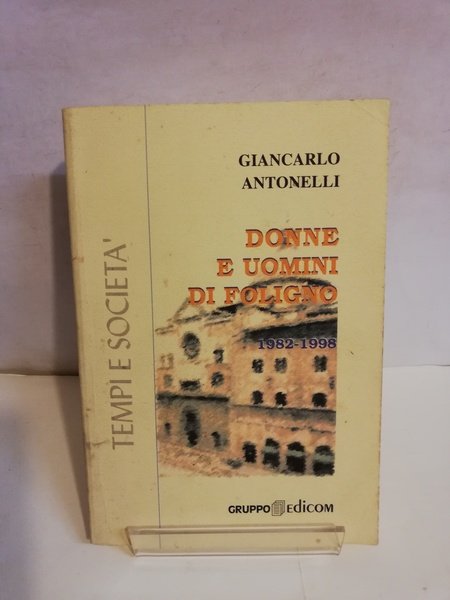 GIANCARLO
ANTONELLI
DONNE
E UOMINI
DI FOLIGNO
1982-1998
TEMPI E SOCIETA'
GRUPPO EDICOM